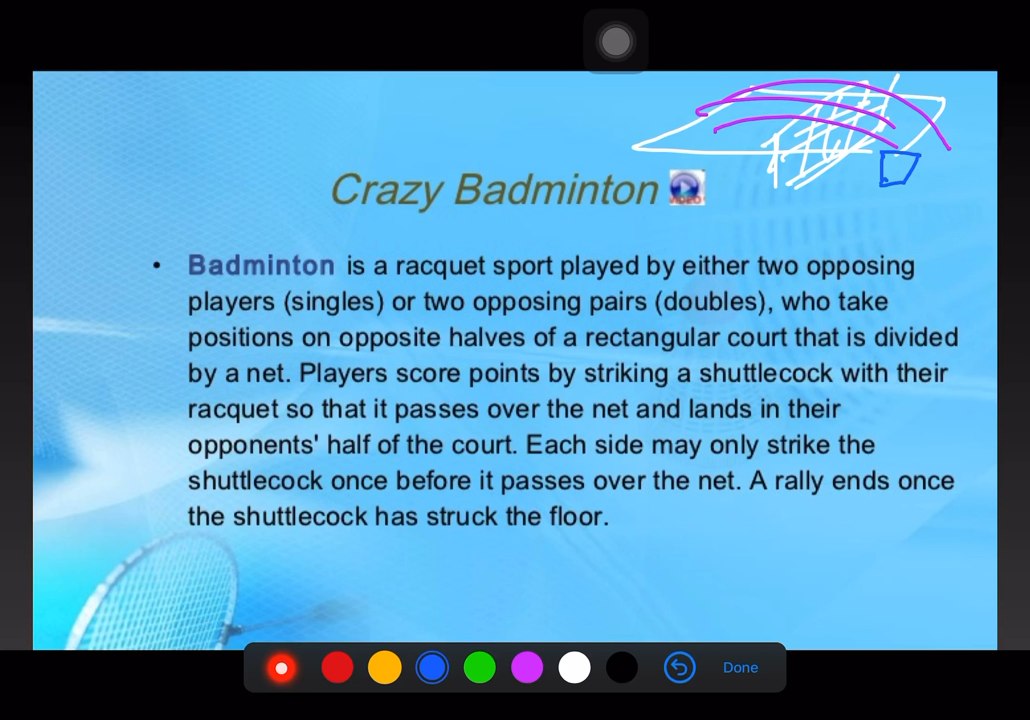 Crazy Badminton VIDEO
• Badminton is a racquet sport played by either two opposing
players (singles) or two opposing pairs (doubles), who take
positions on opposite halves of a rectangular court that is divided
by a net. Players score points by striking a shuttlecock with their
racquet so that it passes over the net and lands in their
opponents' half of the court. Each side may only strike the
shuttlecock once before it passes over the net. A rally ends once
the shuttlecock has struck the floor.
Done